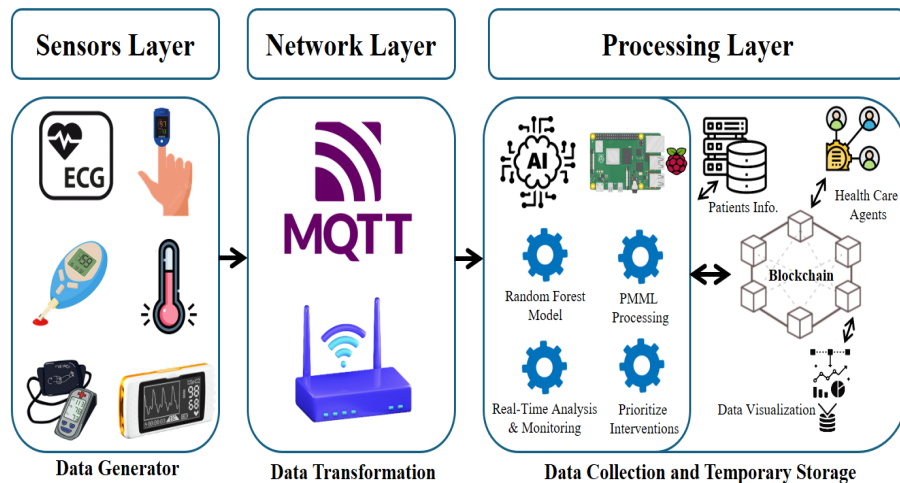 Sensors Layer
Network Layer
Processing Layer
ECG
MQTT
AI
Patients Info.
Health Care
Agents
Blockchain
Random Forest
Model
PMML
Processing
Real-Time Analysis
& Monitoring
Prioritize
Interventions
Data Visualization
Data Generator
Data Transformation
Data Collection and Temporary Storage